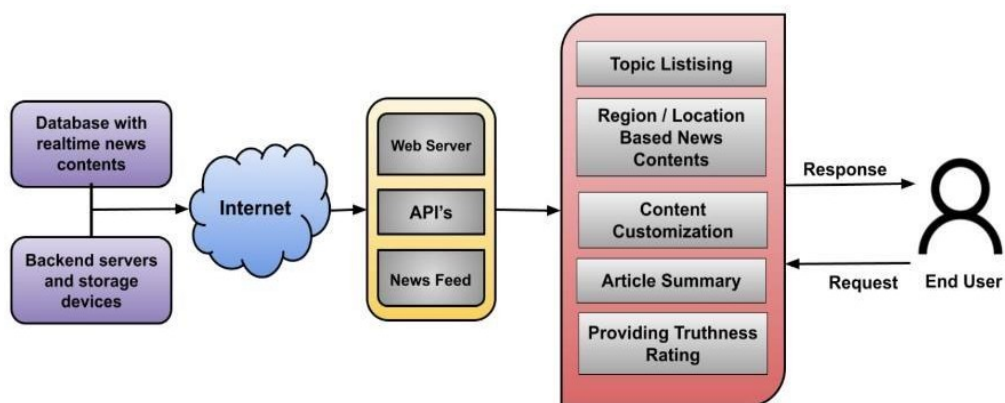 Database with
realtime news
contents
Backend servers
and storage
devices
Internet
Web Server
API's
News Feed
Topic Listising
Region / Location
Based News
Contents
Content
Customization
Article Summary
Providing Truthness
Rating
Response
Request
End User